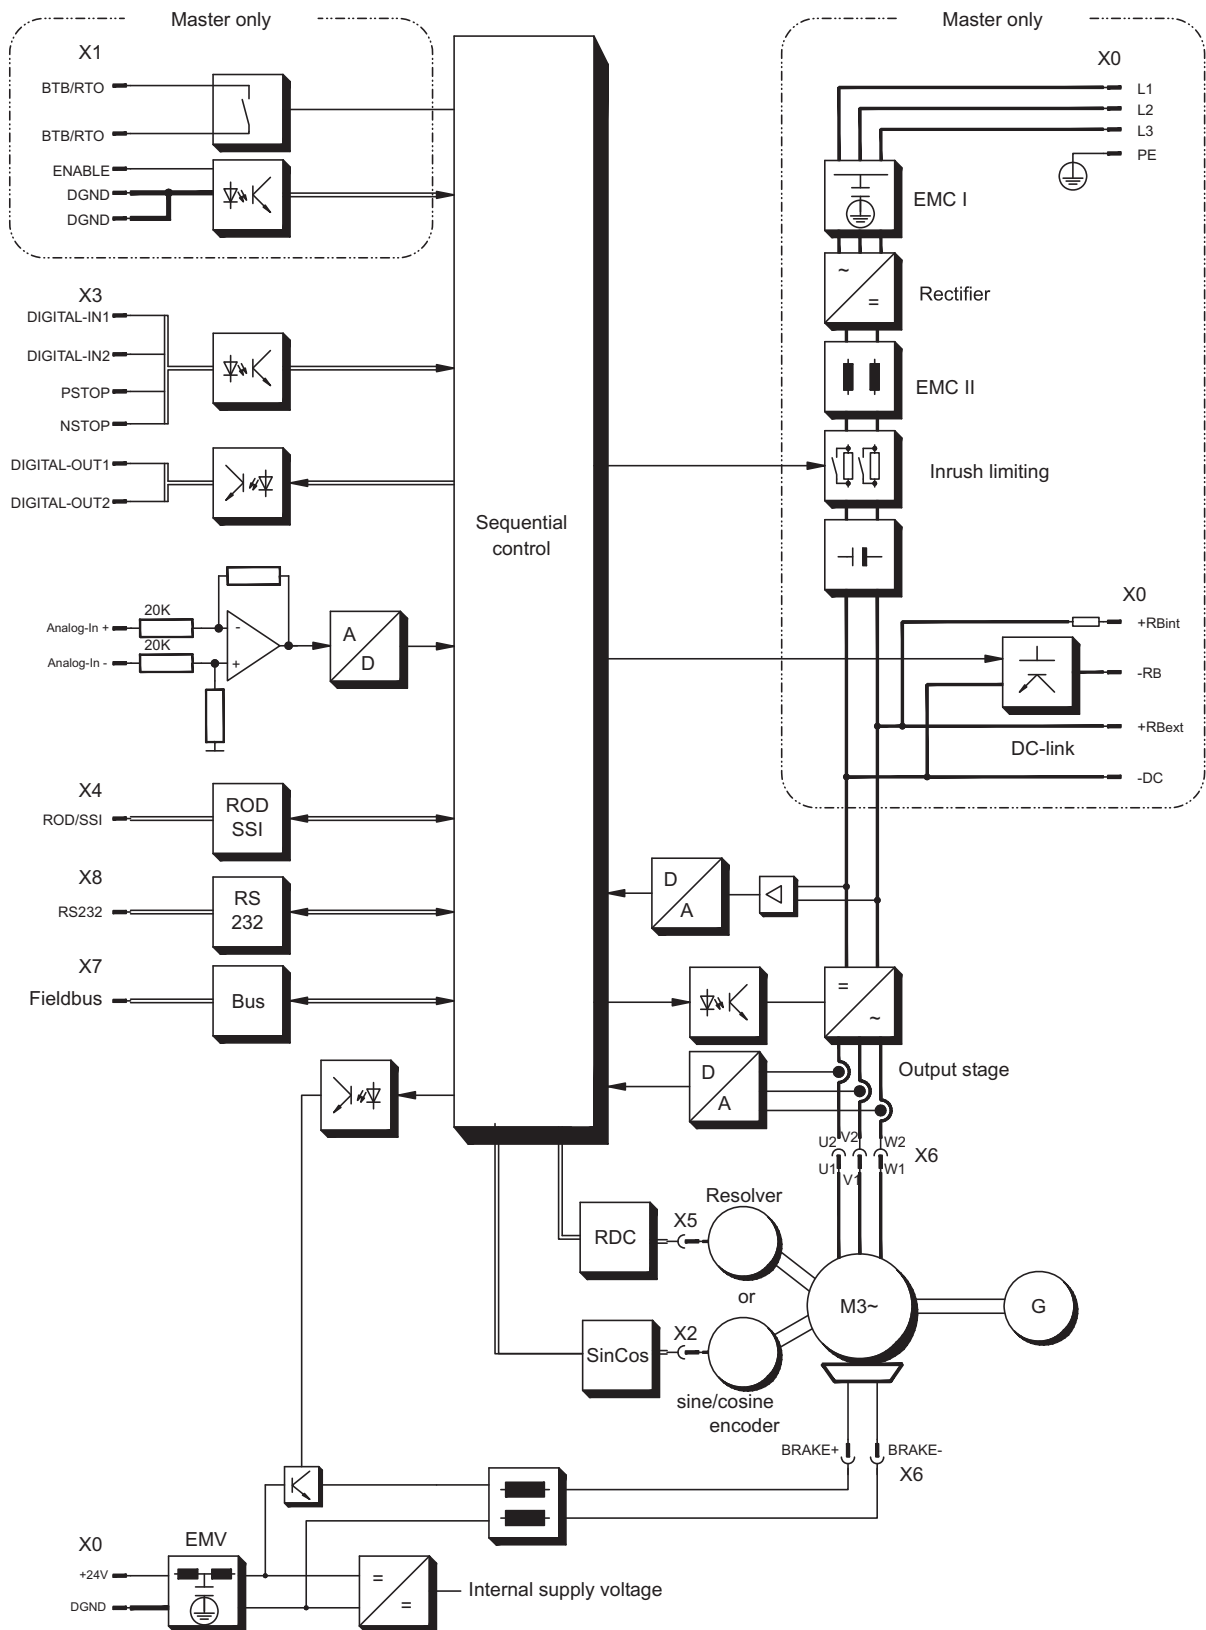 Master only
Master only
X1
BTB/RTO
BTB/RTO
ENABLE
DGND
DGND
X0
L1
L2
L3
PE
EMC I
~
=
Rectifier
EMC II
Inrush limiting
X3
DIGITAL-IN1
DIGITAL-IN2
PSTOP
NSTOP
DIGITAL-OUT1
DIGITAL-OUT2
Sequential
control
Analog-In +
20K
Analog-In -
20K
-
+
A
D
X0
+RBint
-RB
+RBext
DC-link
-DC
X4
ROD/SSI
ROD
SSI
X8
RS232
RS
232
X7
Fieldbus
Bus
D
A
=
~
Output stage
D
A
U2 V2 W2
U1 V1 W1
X6
RDC
X5
Resolver
or
SinCos
X2
sine/cosine
encoder
M3~
G
BRAKE+
BRAKE-
X6
X0
EMV
+24V
DGND
=
=
Internal supply voltage